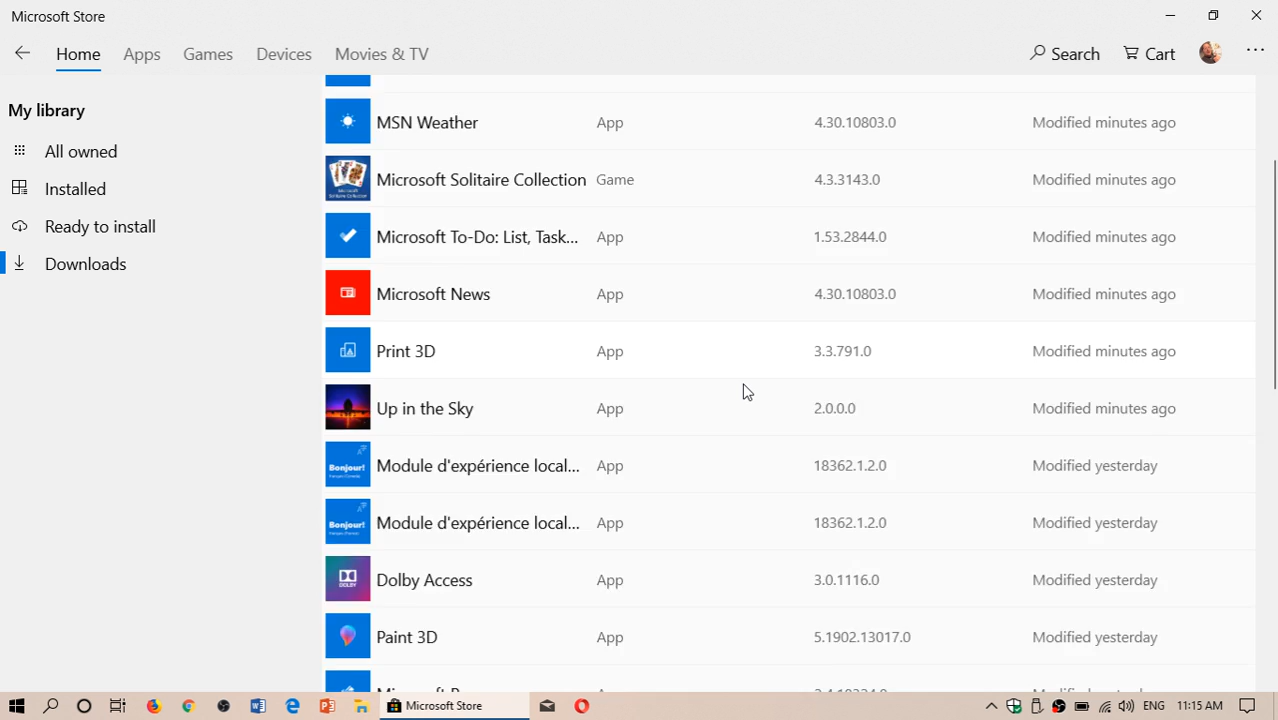 Microsoft Store
Home Apps Games Devices Movies & TV Search Cart
My library
All owned
Installed
Ready to install
Downloads
MSN Weather App 4.30.10803.0 Modified minutes ago
Microsoft Solitaire Collection Game 4.3.3143.0 Modified minutes ago
Microsoft To-Do: List, Task... App 1.53.2844.0 Modified minutes ago
Microsoft News App 4.30.10803.0 Modified minutes ago
Print 3D App 3.3.791.0 Modified minutes ago
Up in the Sky App 2.0.0.0 Modified minutes ago
Bonjour! Module d'expérience local... App 18362.1.2.0 Modified yesterday
Bonjour! Module d'expérience local... App 18362.1.2.0 Modified yesterday
DOLBY Dolby Access App 3.0.1116.0 Modified yesterday
Paint 3D App 5.1902.13017.0 Modified yesterday
Microsoft Store ENG 11:15 AM